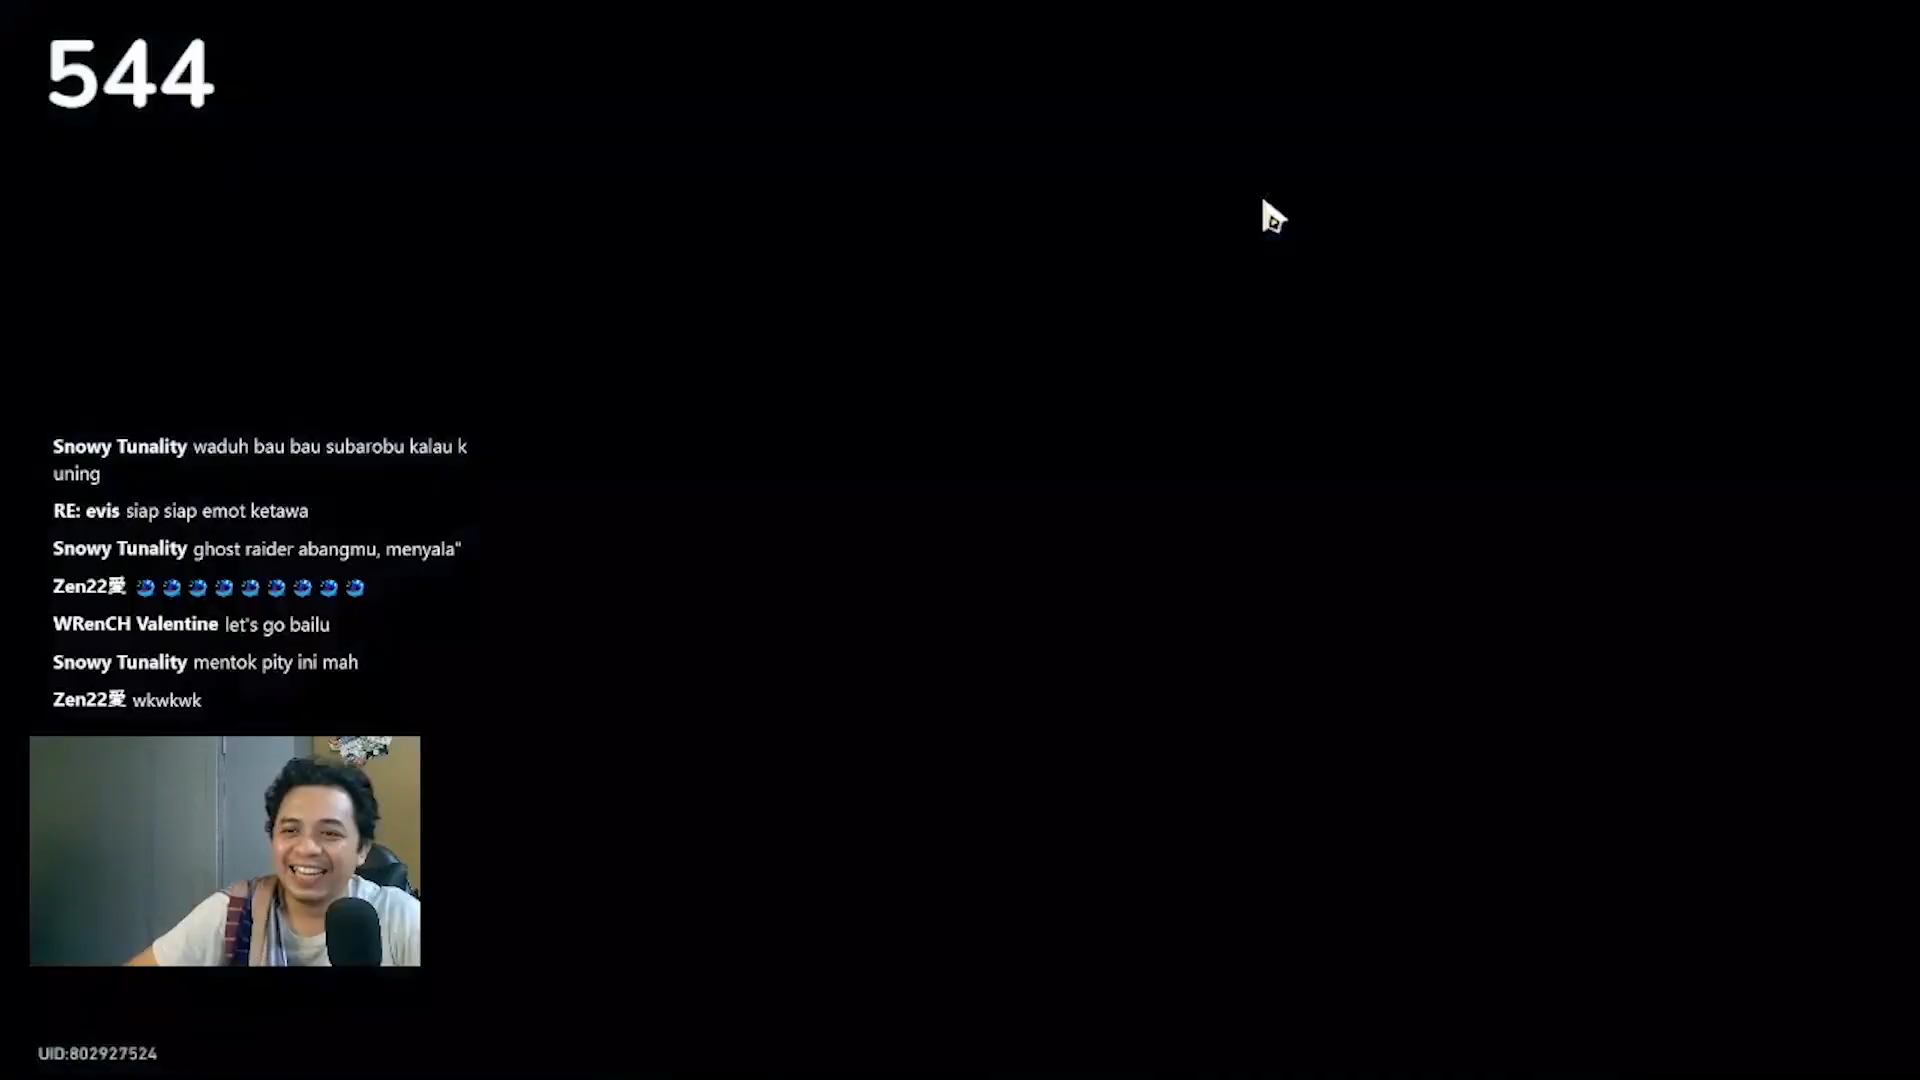 544
Snowy Tunality waduh bau bau subarobu kalau k
uning
RE: evis siap siap emot ketawa
Snowy Tunality ghost raider abangmu, menyala"
Zen22愛
WRenCH Valentine let's go bailu
Snowy Tunality mentok pity ini mah
Zen22愛 wkwkwk
UID:802927524